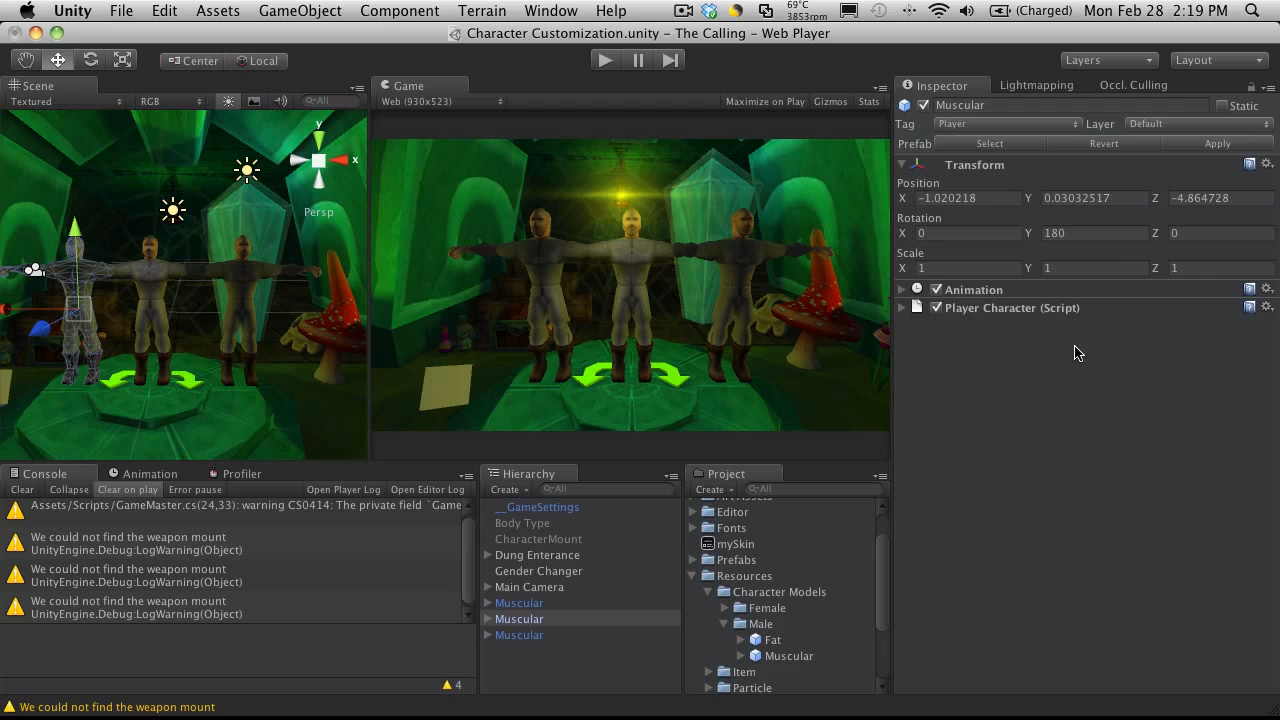 Unity File Edit Assets GameObject Component Terrain Window Help 69°C 3853rpm (Charged) Mon Feb 28 2:19 PM
Character Customization.unity – The Calling – Web Player
Center Local Layers Layout
Scene
Textured RGB All
y
x
Persp
Game
Web (930x523) Maximize on Play Gizmos Stats
Inspector Lightmapping Occl. Culling
Muscular Static
Tag Player Layer Default
Prefab Select Revert Apply
Transform
Position
X -1.020218 Y 0.03032517 Z -4.864728
Rotation
X 0 Y 180 Z 0
Scale
X 1 Y 1 Z 1
Animation
Player Character (Script)
Console Animation Profiler
Clear Collapse Clear on play Error pause Open Player Log Open Editor Log
Assets/Scripts/GameMaster.cs(24,33): warning CS0414: The private field `Game
We could not find the weapon mount
UnityEngine.Debug:LogWarning(Object)
We could not find the weapon mount
UnityEngine.Debug:LogWarning(Object)
We could not find the weapon mount
UnityEngine.Debug:LogWarning(Object)
4
Hierarchy
Create All
__GameSettings
Body Type
CharacterMount
Dung Enterance
Gender Changer
Main Camera
Muscular
Muscular
Muscular
Project
Create All
Editor
Fonts
mySkin
Prefabs
Resources
Character Models
Female
Male
Fat
Muscular
Item
Particle
We could not find the weapon mount